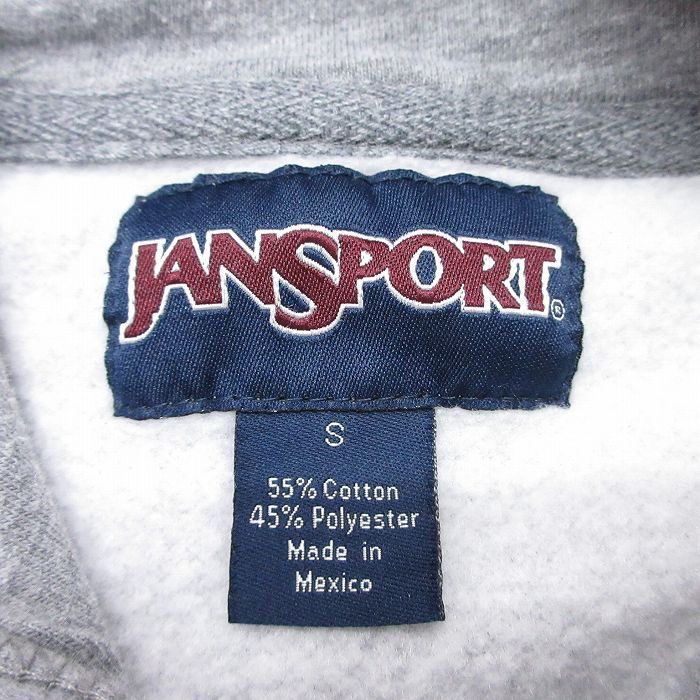 JANSPORT®
S
55% Cotton
45% Polyester
Made in
Mexico